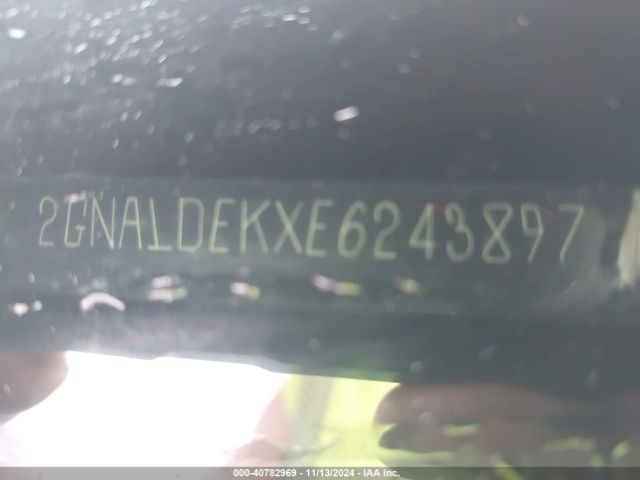 2GNALDEKXE6243897
000-40782969 - 11/13/2024 - IAA Inc.